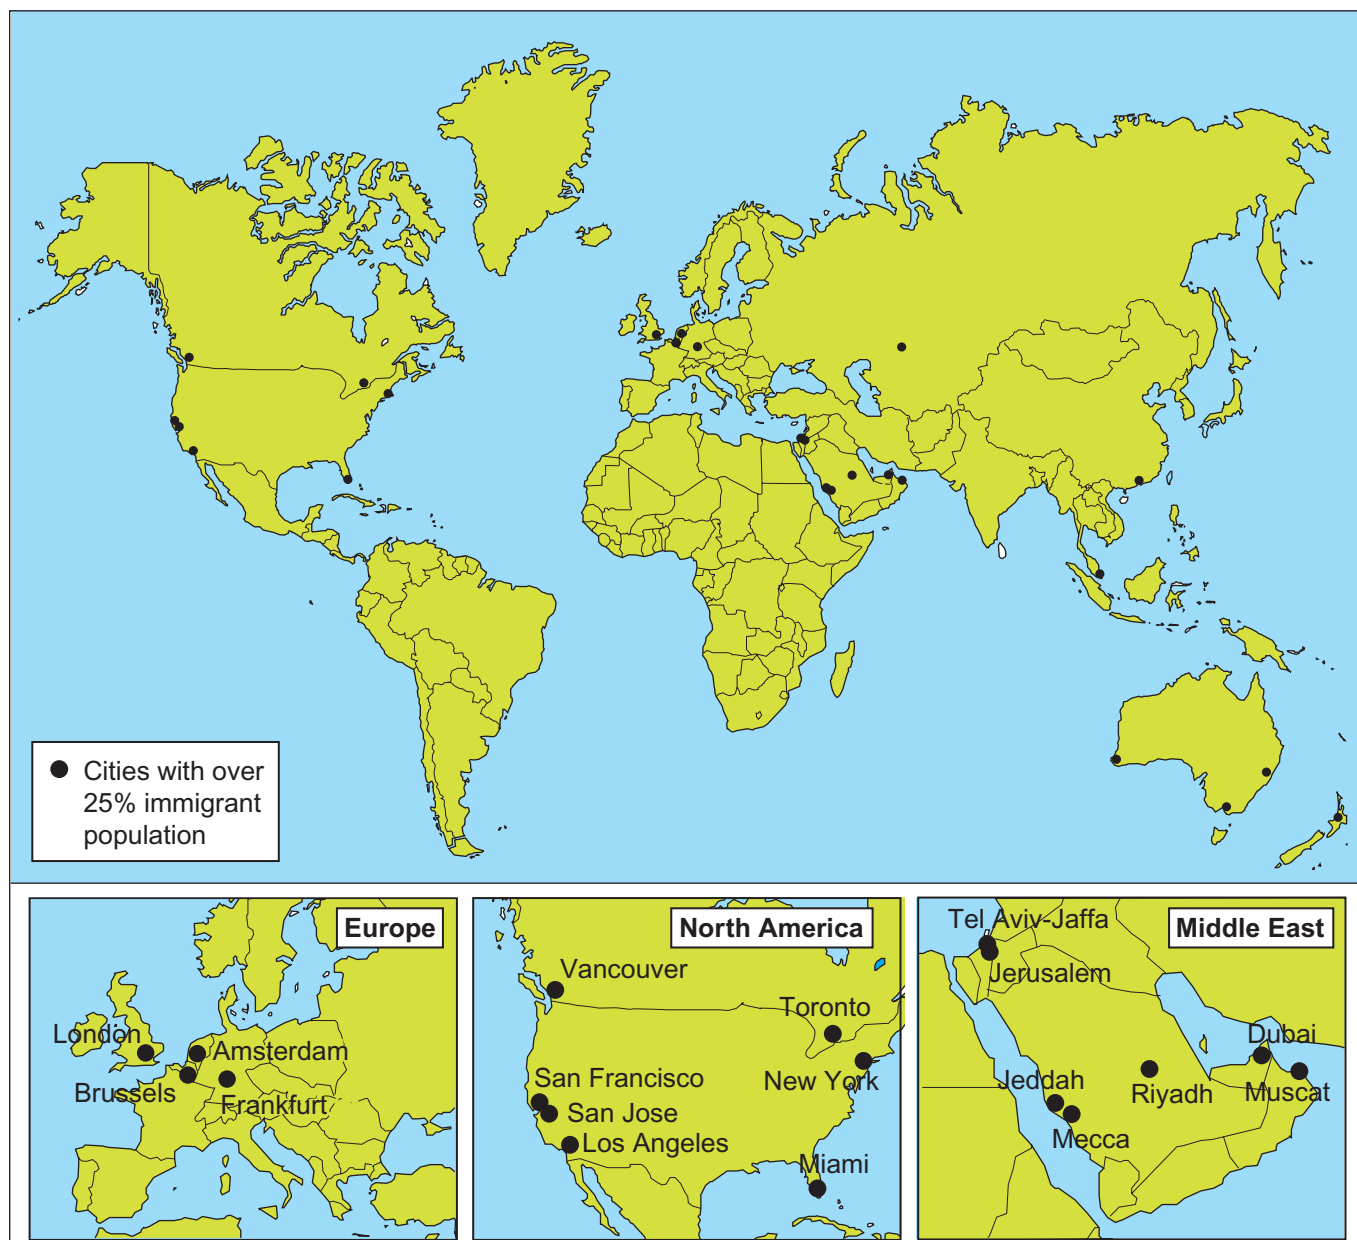 Cities with over
25% immigrant
population
Europe
London
Amsterdam
Brussels
Frankfurt
North America
Vancouver
Toronto
New York
San Francisco
San Jose
Los Angeles
Miami
Middle East
Tel Aviv-Jaffa
Jerusalem
Dubai
Jeddah
Riyadh
Muscat
Mecca